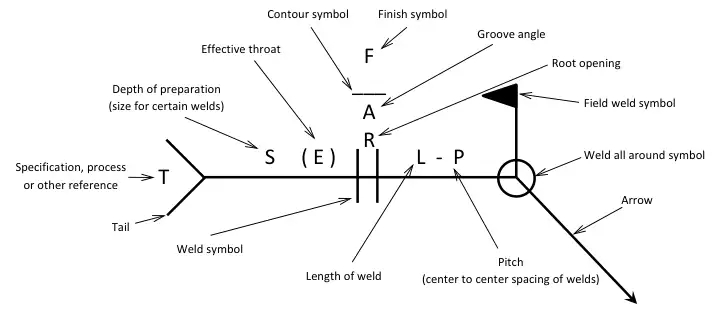 Contour symbol
Finish symbol
Groove angle
Effective throat
F
Root opening
Depth of preparation
(size for certain welds)
A
Field weld symbol
R
S (E) L - P
Weld all around symbol
Specification, process
or other reference
T
Arrow
Tail
Weld symbol
Length of weld
Pitch
(center to center spacing of welds)